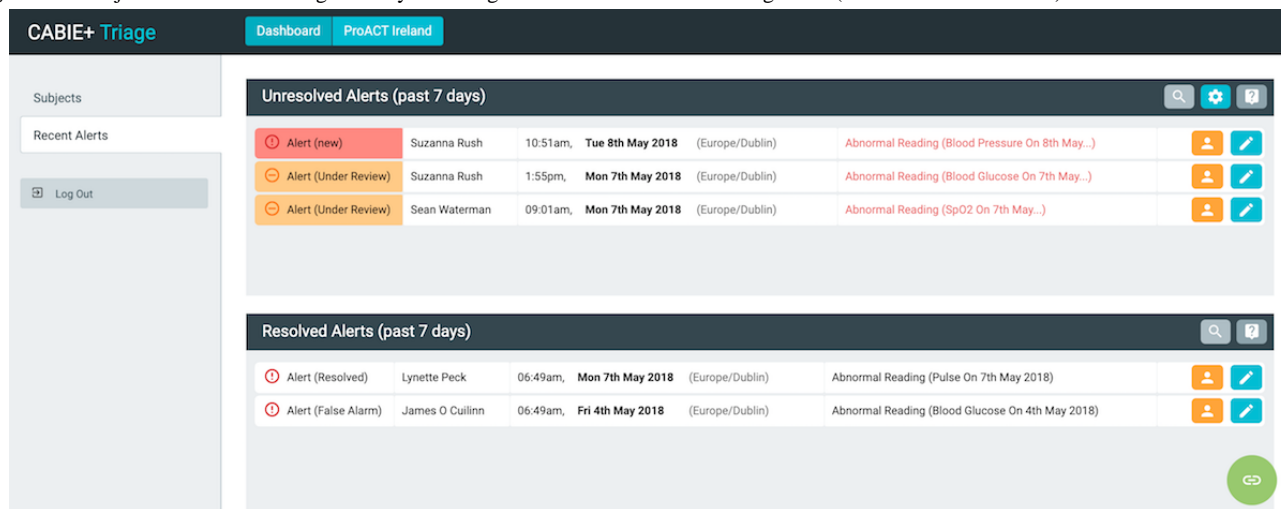 CABIE+ Triage
Dashboard ProACT Ireland
Subjects
Recent Alerts
Log Out
Unresolved Alerts (past 7 days)
Alert (new) Suzanna Rush 10:51am, Tue 8th May 2018 (Europe/Dublin) Abnormal Reading (Blood Pressure On 8th May...)
Alert (Under Review) Suzanna Rush 1:55pm, Mon 7th May 2018 (Europe/Dublin) Abnormal Reading (Blood Glucose On 7th May...)
Alert (Under Review) Sean Waterman 09:01am, Mon 7th May 2018 (Europe/Dublin) Abnormal Reading (SpO2 On 7th May...)
Resolved Alerts (past 7 days)
Alert (Resolved) Lynette Peck 06:49am, Mon 7th May 2018 (Europe/Dublin) Abnormal Reading (Pulse On 7th May 2018)
Alert (False Alarm) James O Cuilinn 06:49am, Fri 4th May 2018 (Europe/Dublin) Abnormal Reading (Blood Glucose On 4th May 2018)